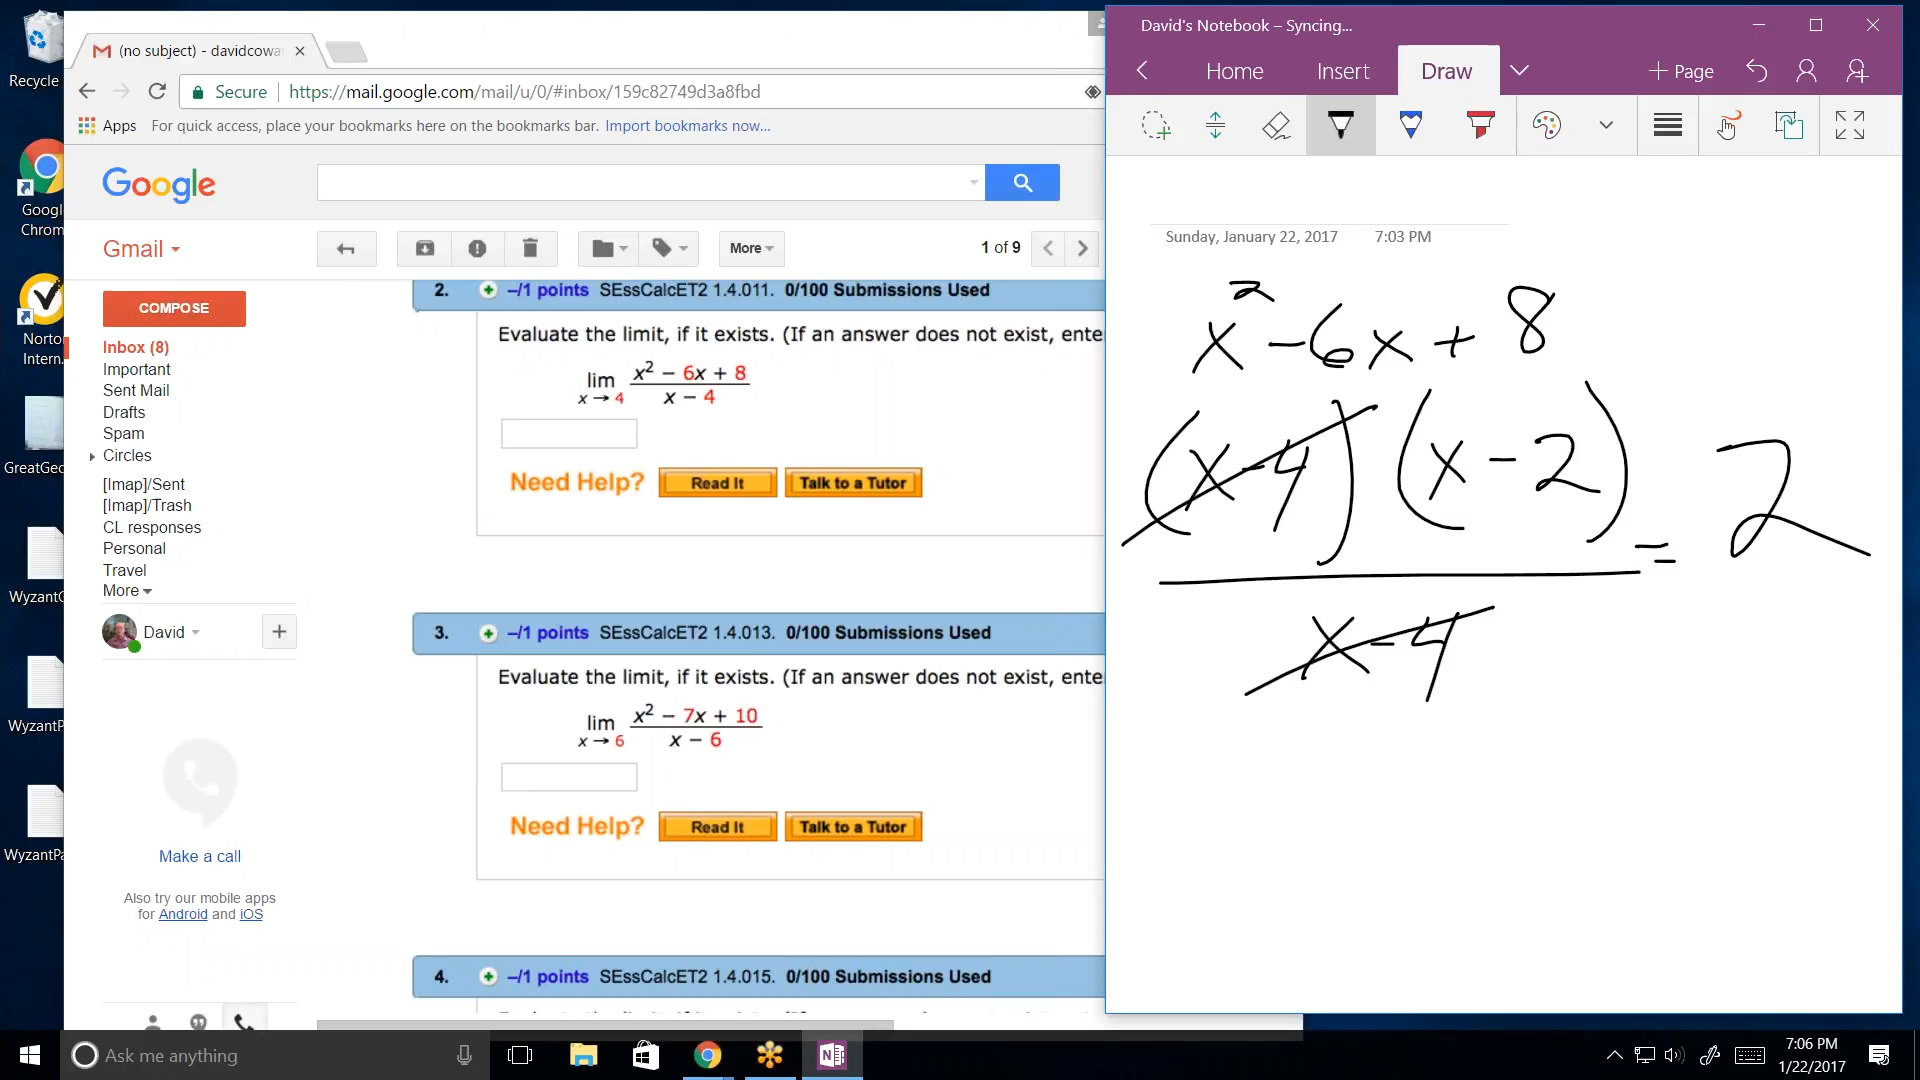 Recycle
Googl
Chrom
Norto
Intern.
GreatGeo
WyzantC
WyzantPa
WyzantPa
(no subject) - davidcowa
Secure
https://mail.google.com/mail/u/0/#inbox/159c82749d3a8fbd
Apps For quick access, place your bookmarks here on the bookmarks bar. Import bookmarks now...
Google
Gmail
More
1 of 9
COMPOSE
Inbox (8)
Important
Sent Mail
Drafts
Spam
Circles
[Imap]/Sent
[Imap]/Trash
CL responses
Personal
Travel
More
David
Make a call
Also try our mobile apps
for Android and iOS
2. –/1 points SEssCalcET2 1.4.011. 0/100 Submissions Used
Evaluate the limit, if it exists. (If an answer does not exist, ente
lim x → 4 x² − 6x + 8 / x − 4
Need Help? Read It Talk to a Tutor
3. –/1 points SEssCalcET2 1.4.013. 0/100 Submissions Used
Evaluate the limit, if it exists. (If an answer does not exist, ente
lim x → 6 x² − 7x + 10 / x − 6
Need Help? Read It Talk to a Tutor
4. –/1 points SEssCalcET2 1.4.015. 0/100 Submissions Used
David's Notebook – Syncing...
Home Insert Draw
+ Page
Sunday, January 22, 2017 7:03 PM
x² - 6x + 8
(x-4) (x-2)
= 2
x-4
Ask me anything
7:06 PM
1/22/2017